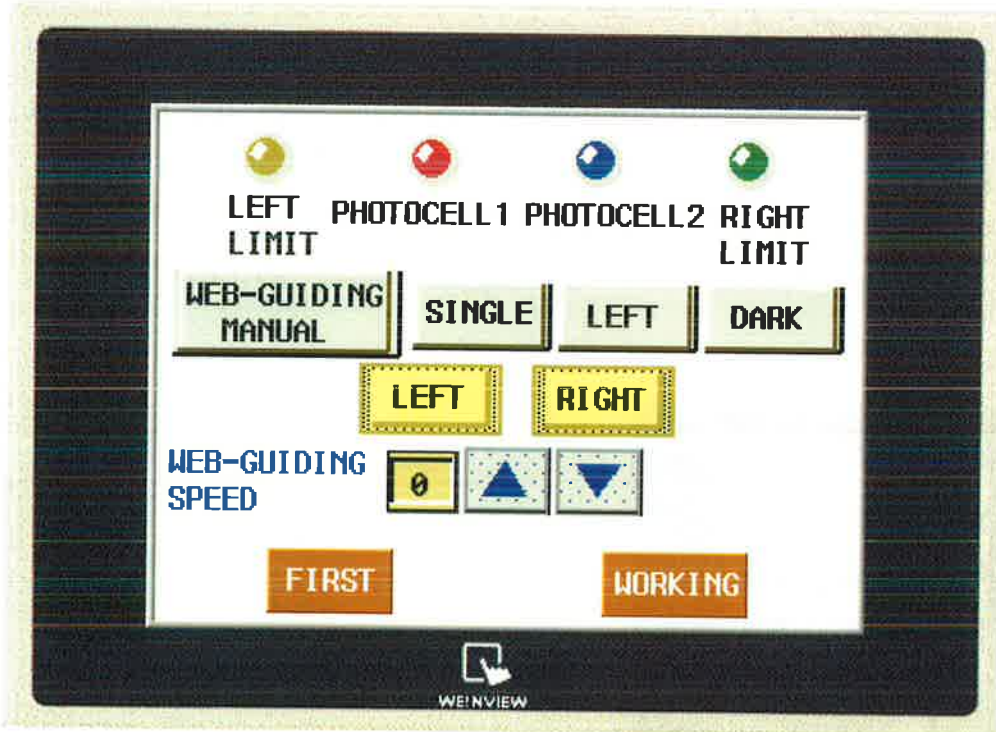 LEFT LIMIT
PHOTOCELL1
PHOTOCELL2
RIGHT LIMIT
WEB-GUIDING MANUAL
SINGLE
LEFT
DARK
LEFT
RIGHT
WEB-GUIDING SPEED
0
FIRST
WORKING
WEINVIEW